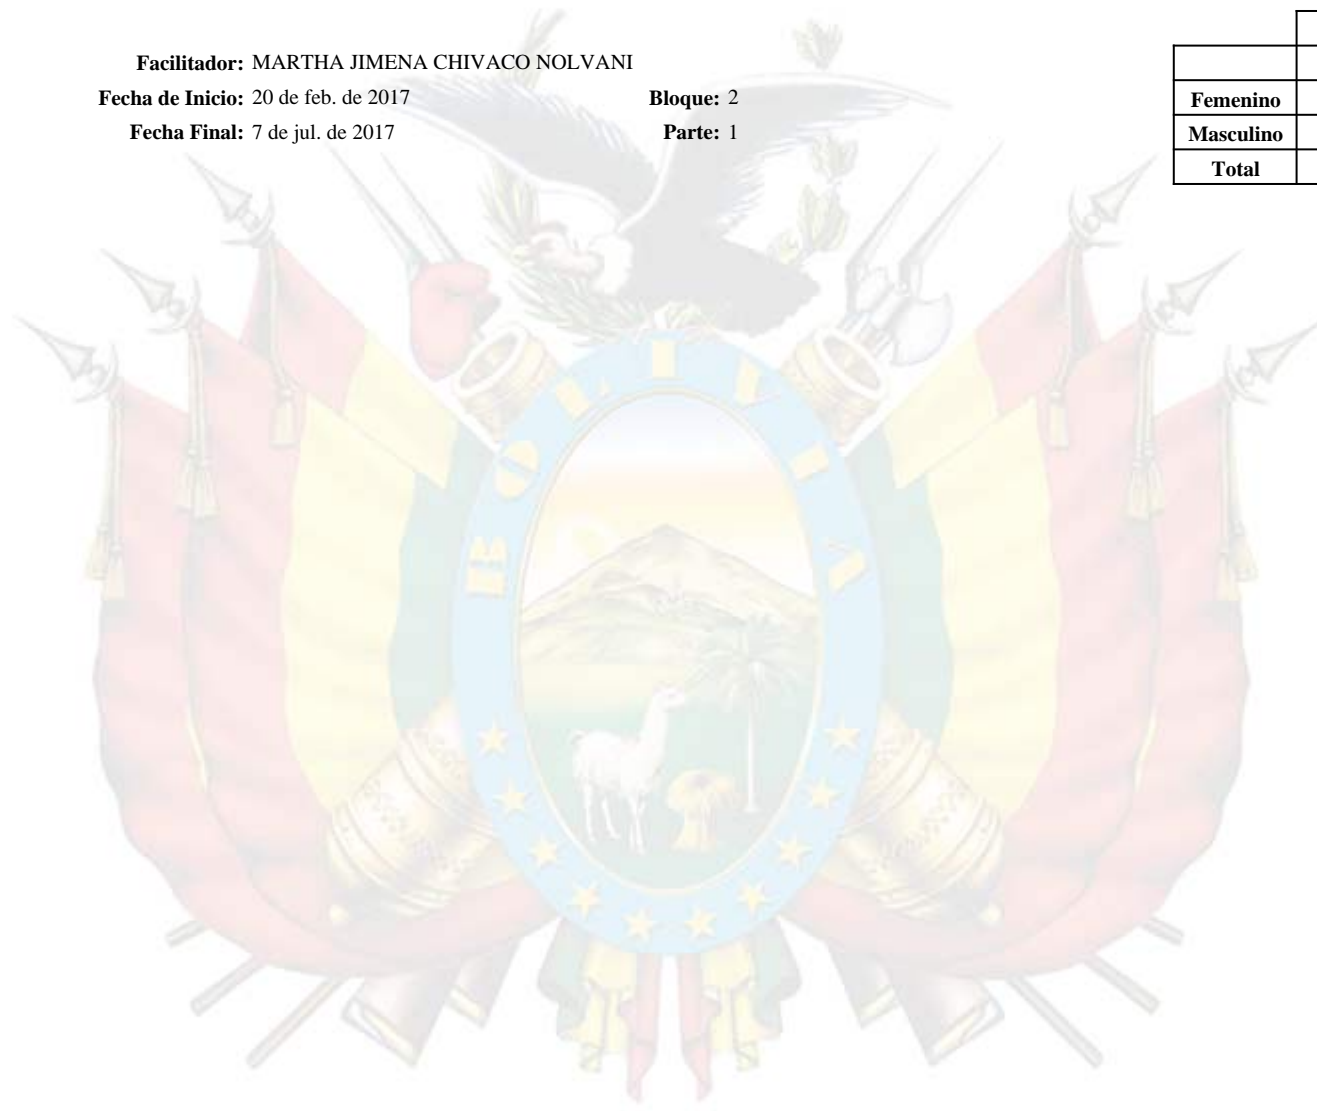 Facilitador: MARTHA JIMENA CHIVACO NOLVANI
Fecha de Inicio: 20 de feb. de 2017 Bloque: 2
Fecha Final: 7 de jul. de 2017 Parte: 1
Femenino
Masculino
Total
BOLIVIA